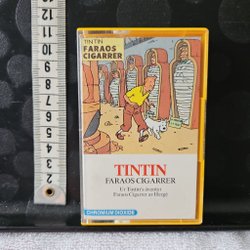 TINTIN
FARAOS
CIGARRER
TINTIN
FARAOS CIGARRER
Ur Tintin's äventyr
Faraos Cigarrer av Hergé
CHROMIUM DIOXIDE